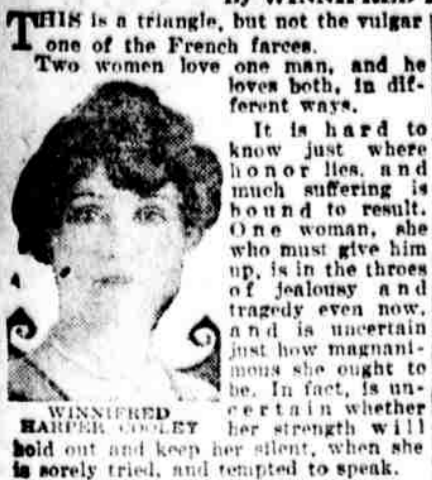 By WINNIFRED
THIS is a triangle, but not the vulgar
one of the French farces.
Two women love one man, and he
loves both, in dif-
ferent ways.
It is hard to
know just where
honor lies, and
much suffering is
bound to result.
One woman, she
who must give him
up, is in the throes
of jealousy and
tragedy even now,
and is uncertain
just how magnani-
mous she ought to
be. In fact, is un-
certain whether
her strength will
hold out and keep her silent, when she
is sorely tried, and tempted to speak.
WINNIFRED
HARPER COOLEY